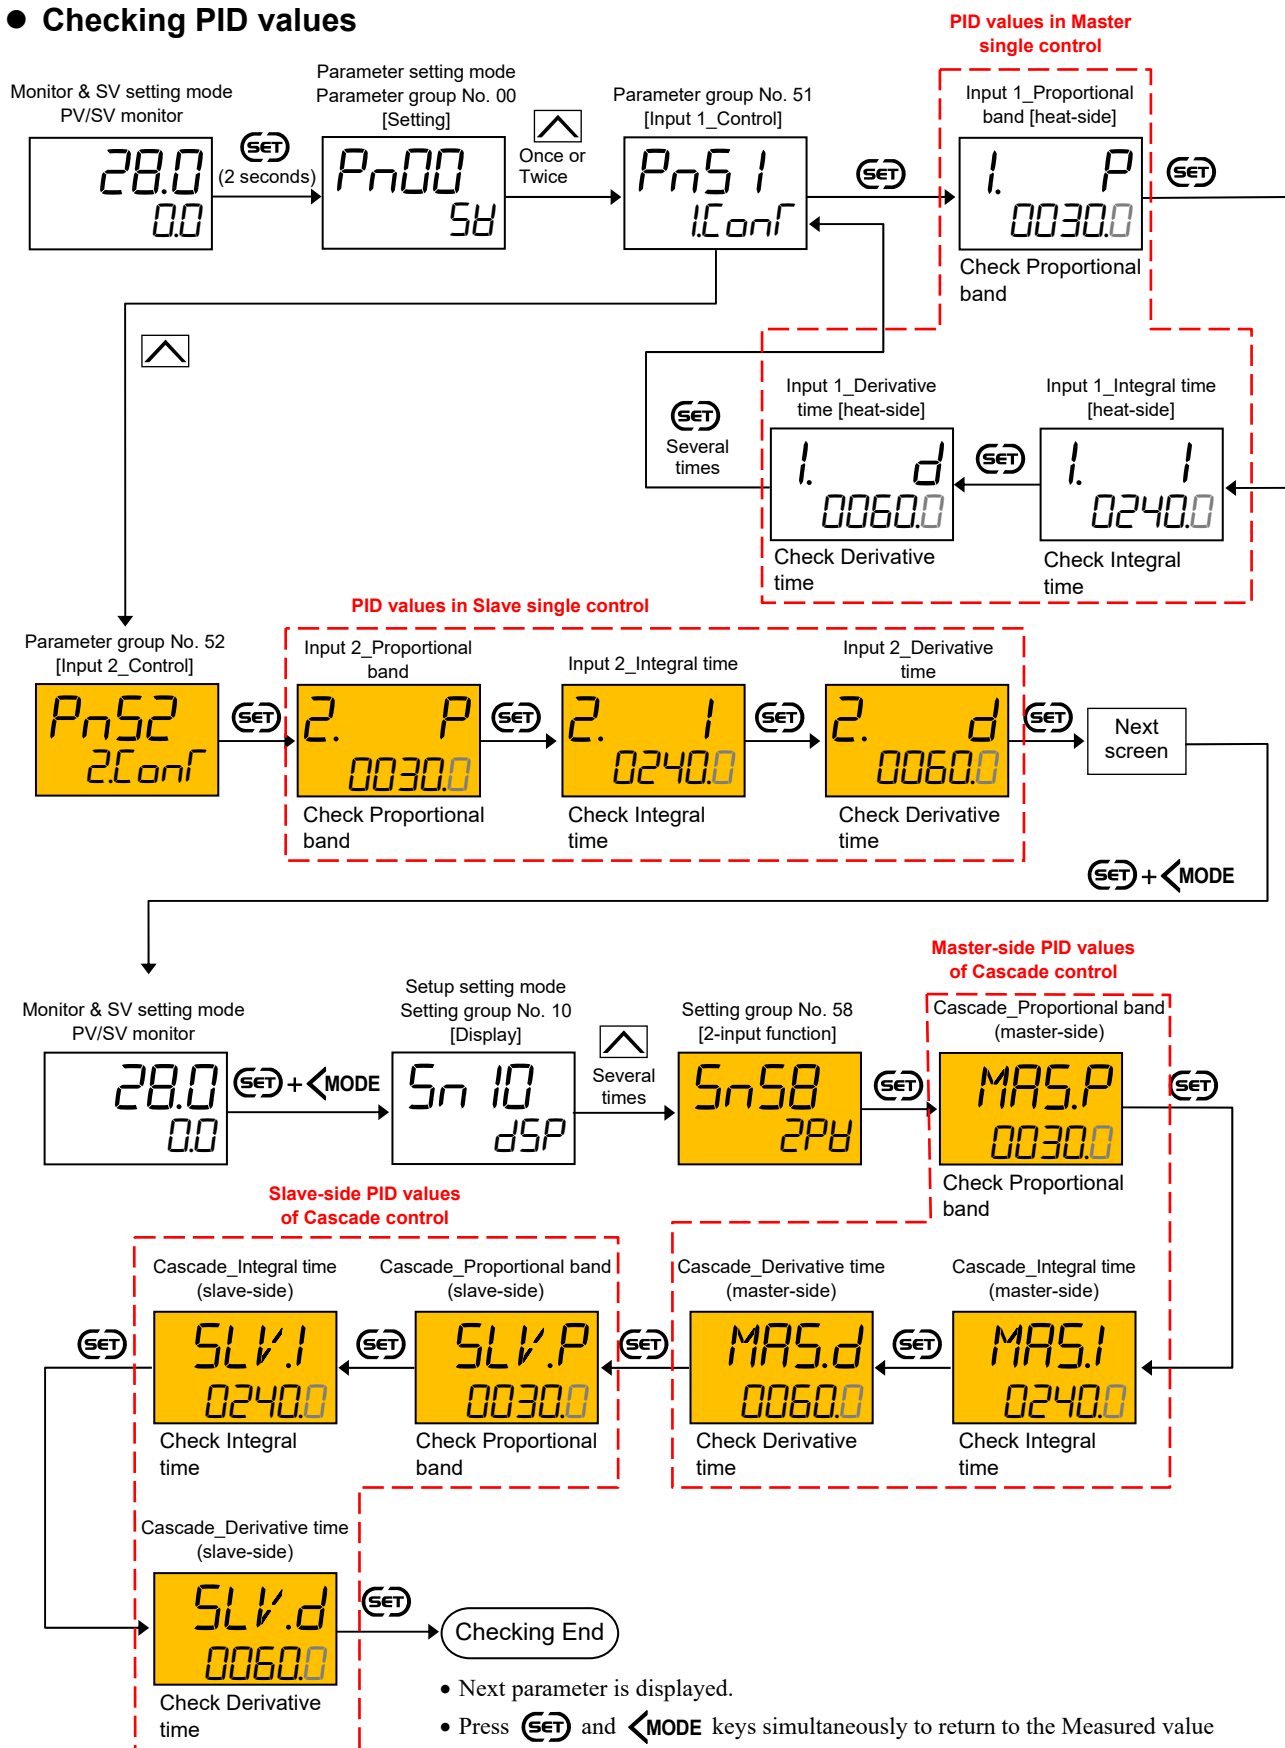 ● Checking PID values
PID values in Master
single control
Monitor & SV setting mode
PV/SV monitor
28.0
0.0
SET
(2 seconds)
Parameter setting mode
Parameter group No. 00
[Setting]
Pn00
SV
Once or
Twice
Parameter group No. 51
[Input 1_Control]
Pn51
1.Cont
SET
Input 1_Proportional
band [heat-side]
1. P
0030.0
Check Proportional
band
SET
Input 1_Integral time
[heat-side]
1. I
0240.0
Check Integral
time
SET
Input 1_Derivative
time [heat-side]
1. d
0060.0
Check Derivative
time
SET
Several
times
PID values in Slave single control
Parameter group No. 52
[Input 2_Control]
Pn52
2.Cont
SET
Input 2_Proportional
band
2. P
0030.0
Check Proportional
band
SET
Input 2_Integral time
2. I
0240.0
Check Integral
time
SET
Input 2_Derivative
time
2. d
0060.0
Check Derivative
time
SET
Next
screen
SET + <MODE
Monitor & SV setting mode
PV/SV monitor
28.0
0.0
SET + <MODE
Setup setting mode
Setting group No. 10
[Display]
Sn 10
dSP
Several
times
Setting group No. 58
[2-input function]
Sn58
2PV
SET
Master-side PID values
of Cascade control
Cascade_Proportional band
(master-side)
MAS.P
0030.0
Check Proportional
band
SET
Cascade_Integral time
(master-side)
MAS.I
0240.0
Check Integral
time
SET
Cascade_Derivative time
(master-side)
MAS.d
0060.0
Check Derivative
time
SET
Slave-side PID values
of Cascade control
Cascade_Proportional band
(slave-side)
SLV.P
0030.0
Check Proportional
band
SET
Cascade_Integral time
(slave-side)
SLV.I
0240.0
Check Integral
time
SET
Cascade_Derivative time
(slave-side)
SLV.d
0060.0
Check Derivative
time
SET
Checking End
• Next parameter is displayed.
• Press SET and <MODE keys simultaneously to return to the Measured value